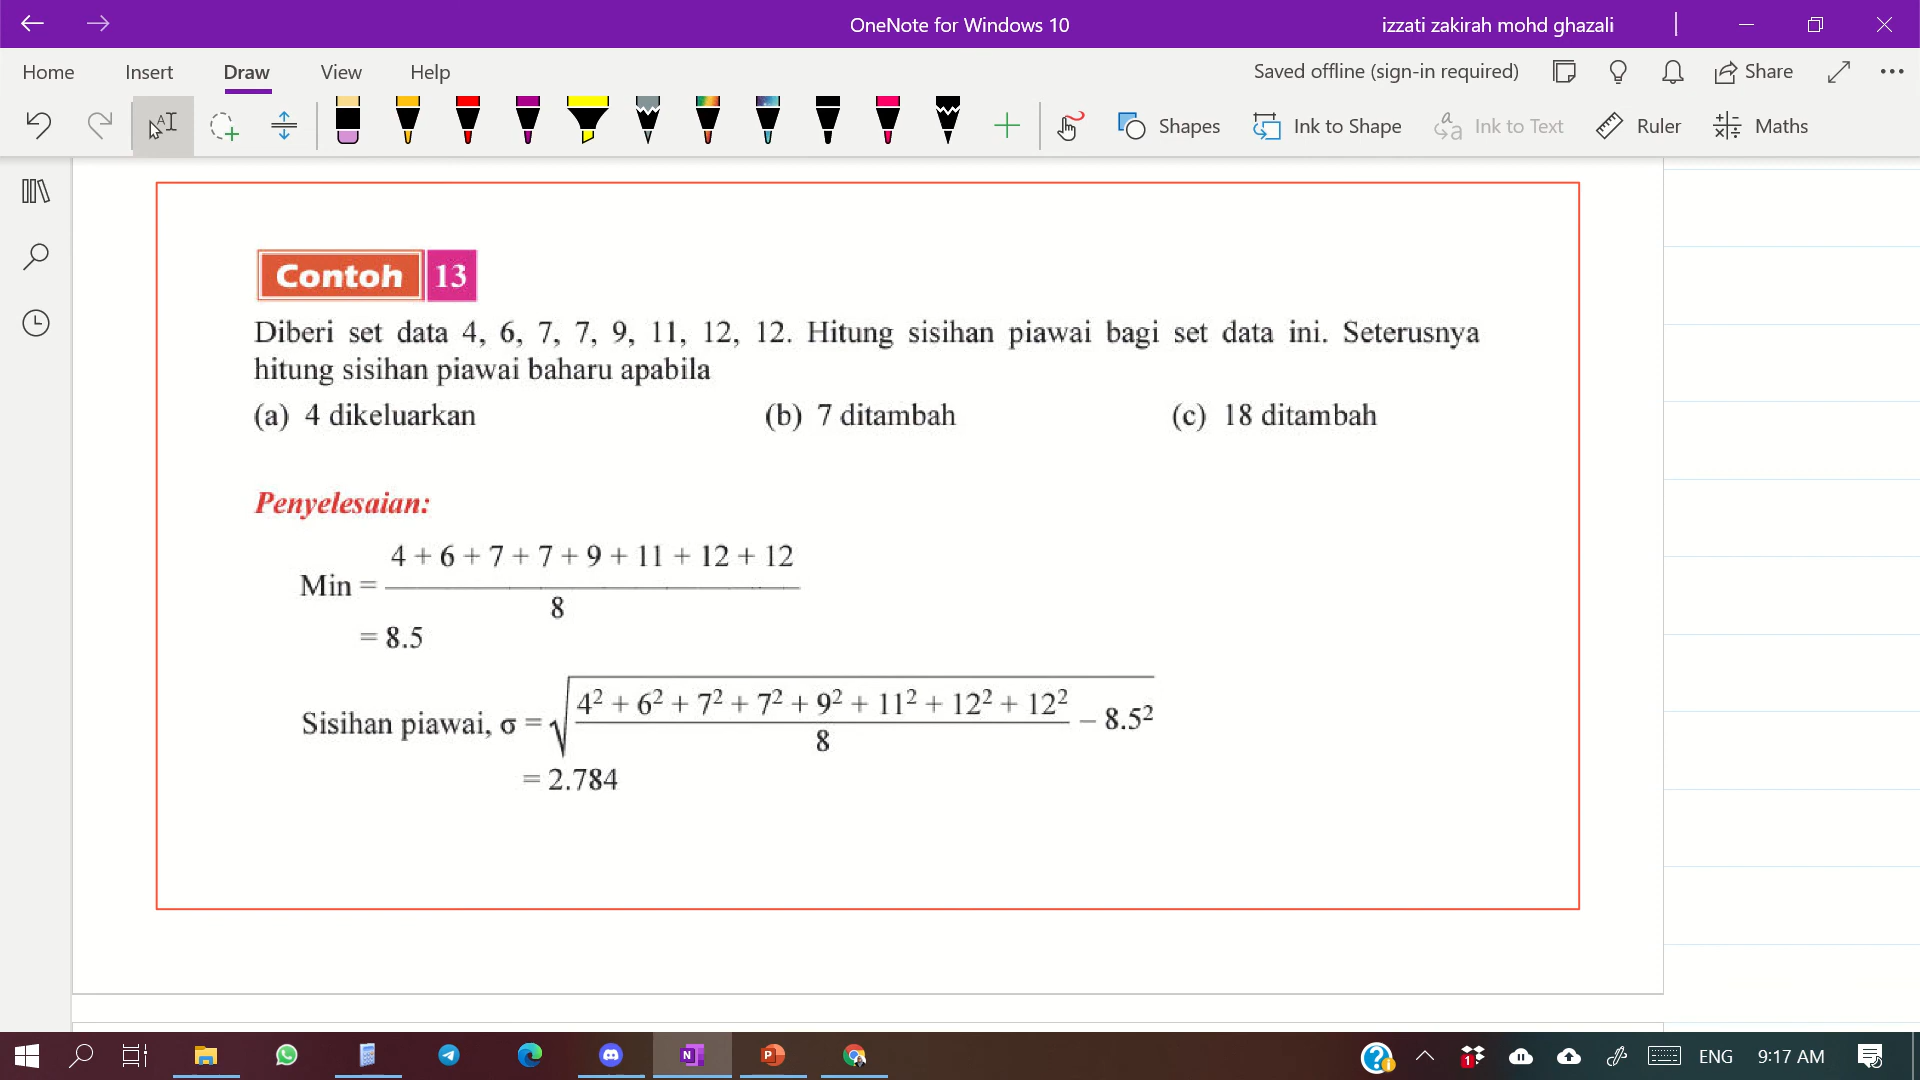 OneNote for Windows 10
izzati zakirah mohd ghazali
Home Insert Draw View Help
Saved offline (sign-in required) Share
Shapes Ink to Shape Ink to Text Ruler Maths
Contoh 13
Diberi set data 4, 6, 7, 7, 9, 11, 12, 12. Hitung sisihan piawai bagi set data ini. Seterusnya
hitung sisihan piawai baharu apabila
(a) 4 dikeluarkan (b) 7 ditambah (c) 18 ditambah
Penyelesaian:
4 + 6 + 7 + 7 + 9 + 11 + 12 + 12
Min =
8
= 8.5
4² + 6² + 7² + 7² + 9² + 11² + 12² + 12²
Sisihan piawai, σ = √ − 8.5²
8
= 2.784
ENG 9:17 AM